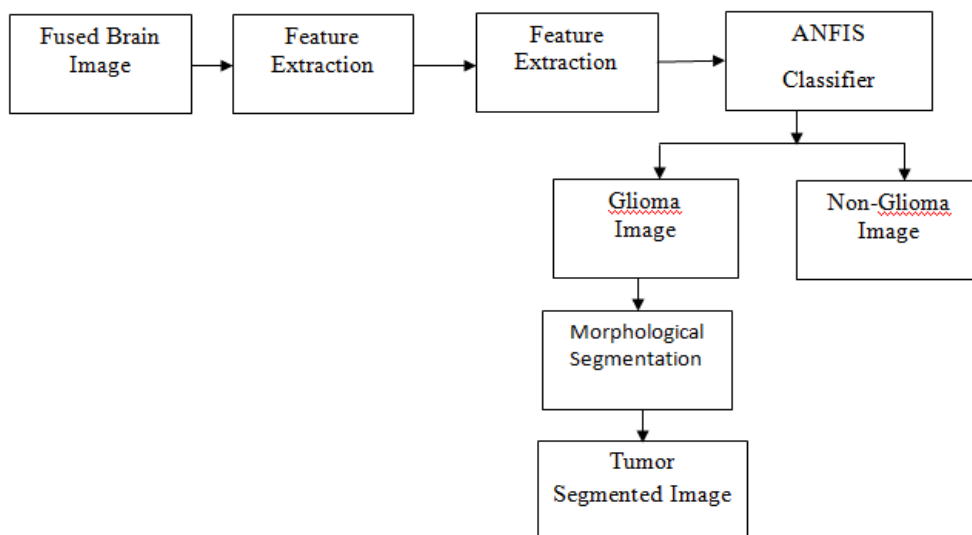 Fused Brain
Image
Feature
Extraction
Feature
Extraction
ANFIS
Classifier
Glioma
Image
Non-Glioma
Image
Morphological
Segmentation
Tumor
Segmented Image